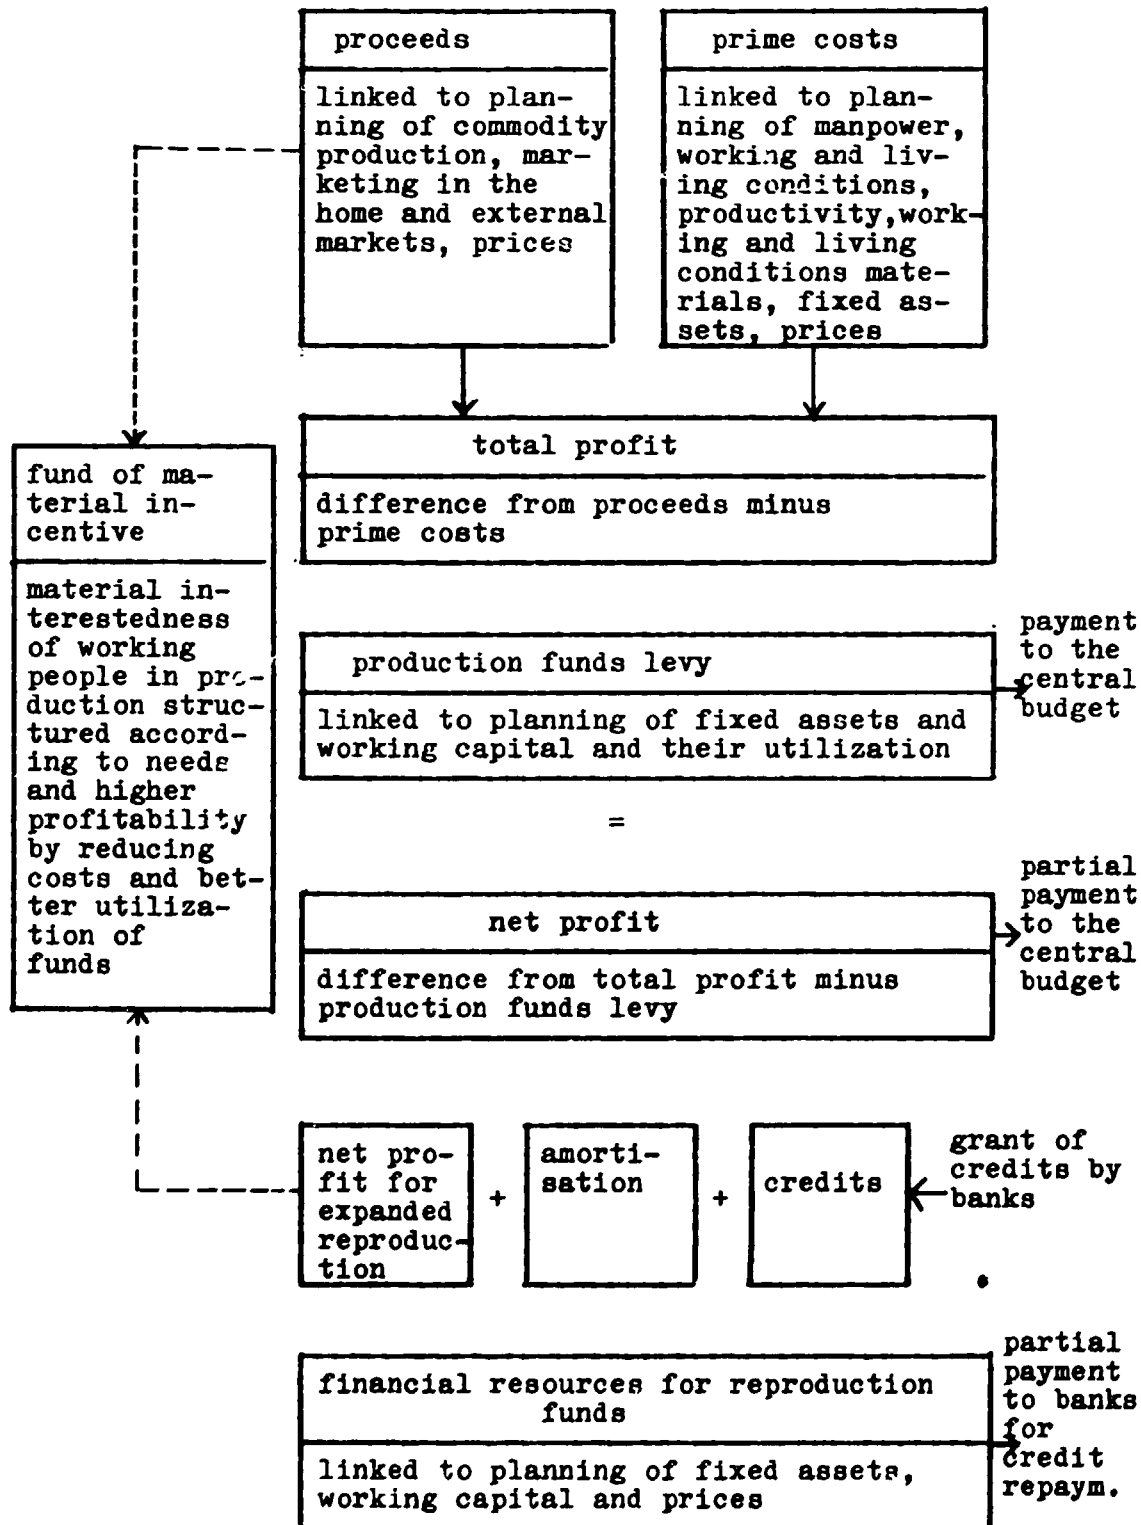 proceeds
linked to plan-
ning of commodity
production, mar-
keting in the
home and external
markets, prices
prime costs
linked to plan-
ning of manpower,
working and liv-
ing conditions,
productivity,work-
ing and living
conditions mate-
rials, fixed as-
sets, prices
total profit
difference from proceeds minus
prime costs
fund of ma-
terial in-
centive
material in-
terestedness
of working
people in pro-
duction struc-
tured accord-
ing to needs
and higher
profitability
by reducing
costs and bet-
ter utiliza-
tion of
funds
production funds levy
linked to planning of fixed assets and
working capital and their utilization
payment
to the
central
budget
=
net profit
difference from total profit minus
production funds levy
partial
payment
to the
central
budget
net pro-
fit for
expanded
reproduc-
tion
+
amorti-
sation
+
credits
grant of
credits by
banks
financial resources for reproduction
funds
linked to planning of fixed assets,
working capital and prices
partial
payment
to banks
for
credit
repaym.